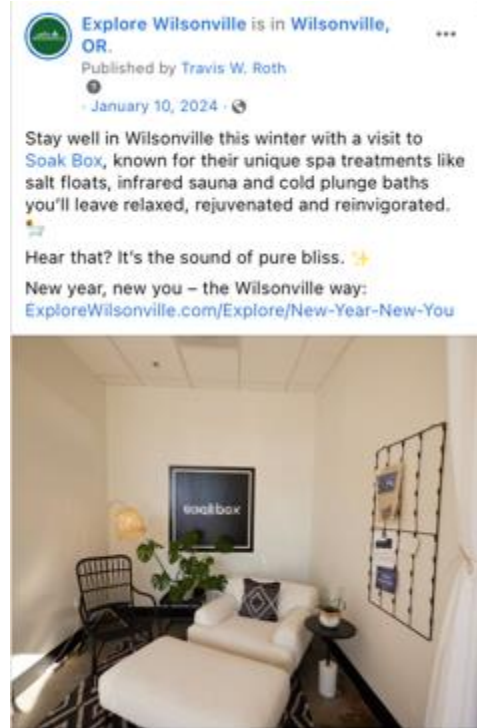 Explore Wilsonville is in Wilsonville,
OR.
Published by Travis W. Roth
· January 10, 2024 ·
Stay well in Wilsonville this winter with a visit to
Soak Box, known for their unique spa treatments like
salt floats, infrared sauna and cold plunge baths
you'll leave relaxed, rejuvenated and reinvigorated.
🛀
Hear that? It's the sound of pure bliss. ✨
New year, new you – the Wilsonville way:
ExploreWilsonville.com/Explore/New-Year-New-You
soakbox